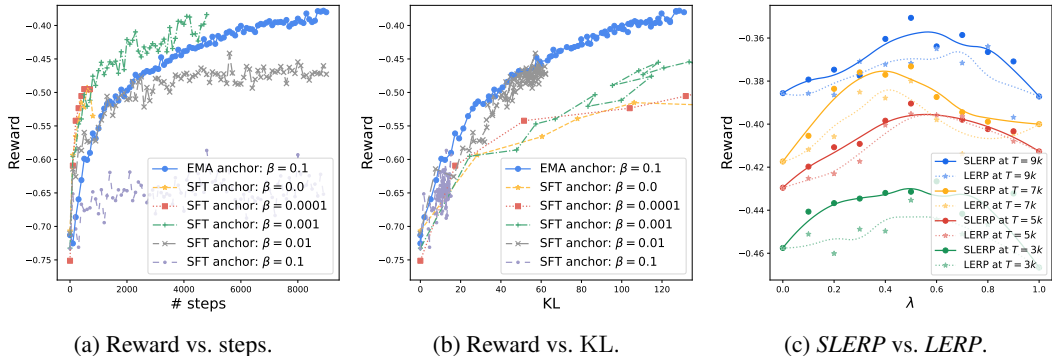 −0.40
−0.45
−0.50
−0.55
−0.60
−0.65
−0.70
−0.75
Reward
0
2000
4000
6000
8000
# steps
EMA anchor: β = 0.1
SFT anchor: β = 0.0
SFT anchor: β = 0.0001
SFT anchor: β = 0.001
SFT anchor: β = 0.01
SFT anchor: β = 0.1
(a) Reward vs. steps.
−0.40
−0.45
−0.50
−0.55
−0.60
−0.65
−0.70
−0.75
Reward
0
20
40
60
80
100
120
KL
EMA anchor: β = 0.1
SFT anchor: β = 0.0
SFT anchor: β = 0.0001
SFT anchor: β = 0.001
SFT anchor: β = 0.01
SFT anchor: β = 0.1
(b) Reward vs. KL.
−0.36
−0.38
−0.40
−0.42
−0.44
−0.46
Reward
0.0
0.2
0.4
0.6
0.8
1.0
λ
SLERP at T = 9k
LERP at T = 9k
SLERP at T = 7k
LERP at T = 7k
SLERP at T = 5k
LERP at T = 5k
SLERP at T = 3k
LERP at T = 3k
(c) SLERP vs. LERP.